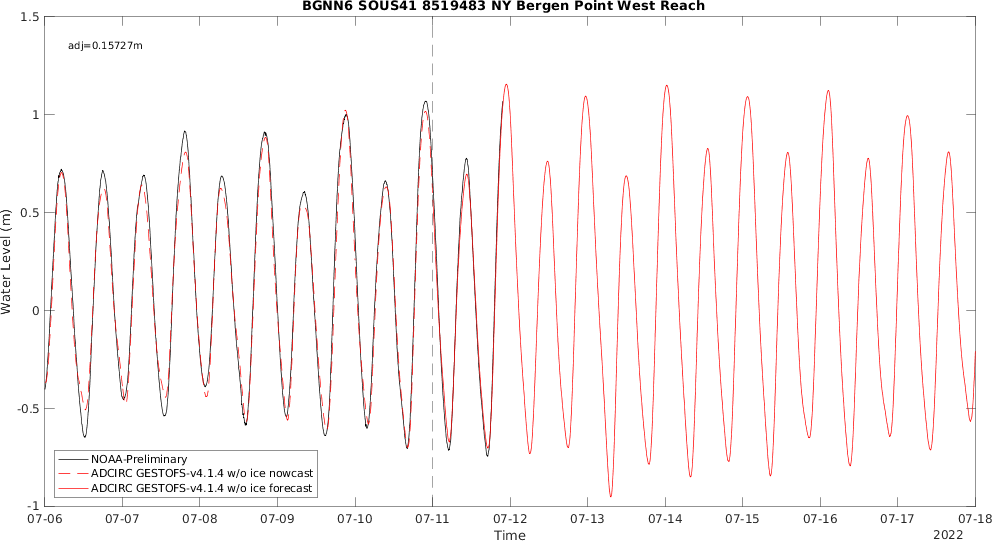 BGNN6 SOUS41 8519483 NY Bergen Point West Reach
1.5
adj=0.15727m
1
0.5
Water Level (m)
0
-0.5
NOAA-Preliminary
ADCIRC GESTOFS-v4.1.4 w/o ice nowcast
ADCIRC GESTOFS-v4.1.4 w/o ice forecast
-1
07-06 07-07 07-08 07-09 07-10 07-11 07-12 07-13 07-14 07-15 07-16 07-17 07-18
Time
2022